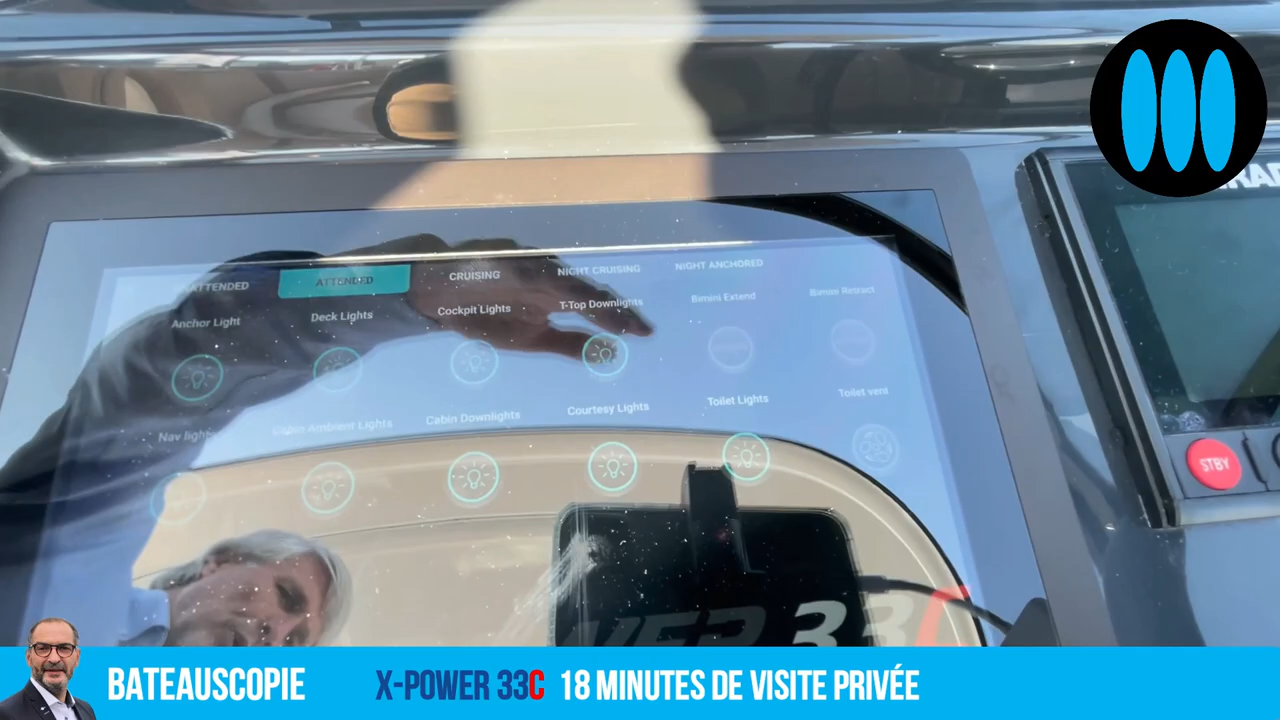 ATTENDED ATTENDED CRUISING NIGHT CRUISING NIGHT ANCHORED
Anchor Light Deck Lights Cockpit Lights T-Top Downlights Bimini Extend Bimini Retract
Nav lights Cabin Ambient Lights Cabin Downlights Courtesy Lights Toilet Lights Toilet vent
STBY
33
BATEAUSCOPIE X-POWER 33C 18 MINUTES DE VISITE PRIVÉE